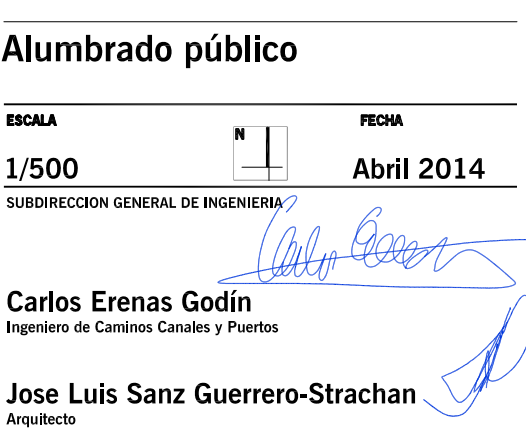 Alumbrado público
ESCALA FECHA
N
1/500 Abril 2014
SUBDIRECCION GENERAL DE INGENIERIA
Carlos Erenas Godín
Ingeniero de Caminos Canales y Puertos
Jose Luis Sanz Guerrero-Strachan
Arquitecto